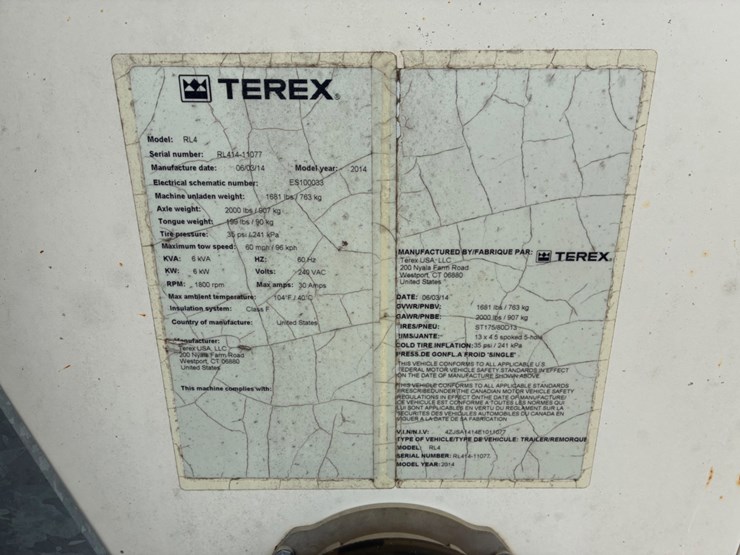 TEREX®
Model: RL4
Serial number: RL414-11077
Manufacture date: 06/03/14 Model year: 2014
Electrical schematic number: ES100033
Machine unladen weight: 1681 lbs / 763 kg
Axle weight: 2000 lbs / 907 kg
Tongue weight: 199 lbs / 90 kg
Tire pressure: 35 psi / 241 kPa
Maximum tow speed: 60 mph / 96 kph
KVA: 6 kVA HZ: 60 Hz
KW: 6 kW Volts: 240 VAC
RPM: 1800 rpm Max amps: 30 Amps
Max ambient temperature: 104°F / 40°C
Insulation system: Class F
Country of manufacture: United States
Manufacturer:
Terex USA, LLC
200 Nyala Farm Road
Westport, CT 06880
United States
This machine complies with:
MANUFACTURED BY/FABRIQUE PAR: TEREX.
Terex USA, LLC
200 Nyala Farm Road
Westport, CT 06880
United States
DATE: 06/03/14
GVWR/PNBV: 1681 lbs / 763 kg
GAWR/PNBE: 2000 lbs / 907 kg
TIRES/PNEU: ST175/80D13
RIMS/JANTE: 13 x 4.5 spoked 5-hole
COLD TIRE INFLATION: 35 psi / 241 kPa
PRESS.DE GONFL.A FROID 'SINGLE'
THIS VEHICLE CONFORMS TO ALL APPLICABLE U.S.
FEDERAL MOTOR VEHICLE SAFETY STANDARDS IN EFFECT
ON THE DATE OF MANUFACTURE SHOWN ABOVE
THIS VEHICLE CONFORMS TO ALL APPLICABLE STANDARDS
PRESCRIBED UNDER THE CANADIAN MOTOR VEHICLE SAFETY
REGULATIONS IN EFFECT ON THE DATE OF MANUFACTURE/
CE VEHICULE EST CONFORME A TOUTES LES NORMES QUI
LUI SONT APPLICABLES EN VERTU DU REGLEMENT SUR LA
SECURITES DES VEHICULES AUTOMOBILES DU CANADA EN
VIGUER A LA DATE DE SA FABRICATION
V.I.N/N.I.V:
TYPE OF VEHICLE/TYPE DE VEHICULE: TRAILER/REMORQUE
MODEL: RL4
SERIAL NUMBER: RL414-11077
MODEL YEAR: 2014